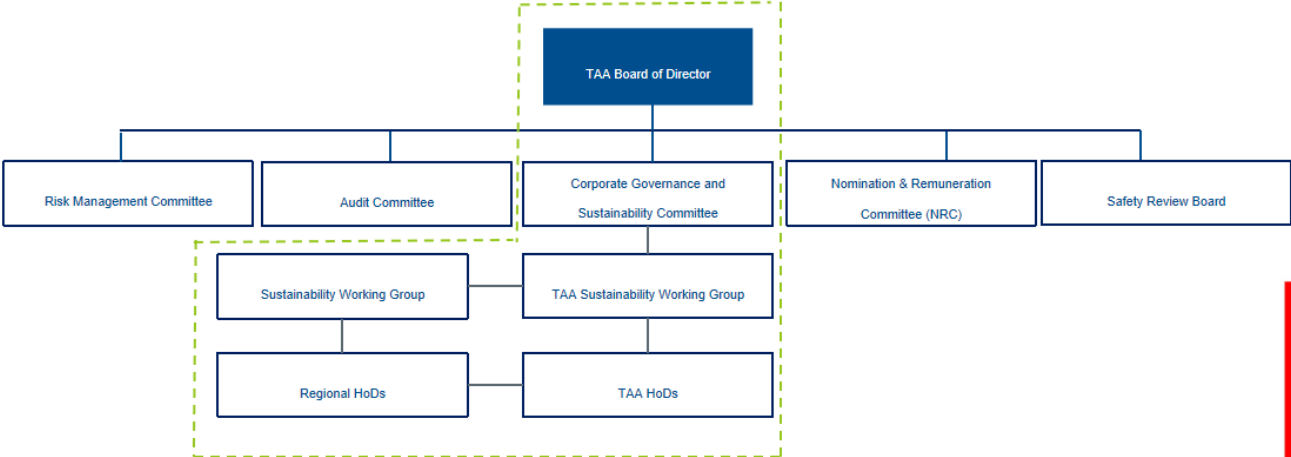 TAA Board of Director
Risk Management Committee
Audit Committee
Corporate Governance and
Sustainability Committee
Nomination & Remuneration
Committee (NRC)
Safety Review Board
Sustainability Working Group
TAA Sustainability Working Group
Regional HoDs
TAA HoDs